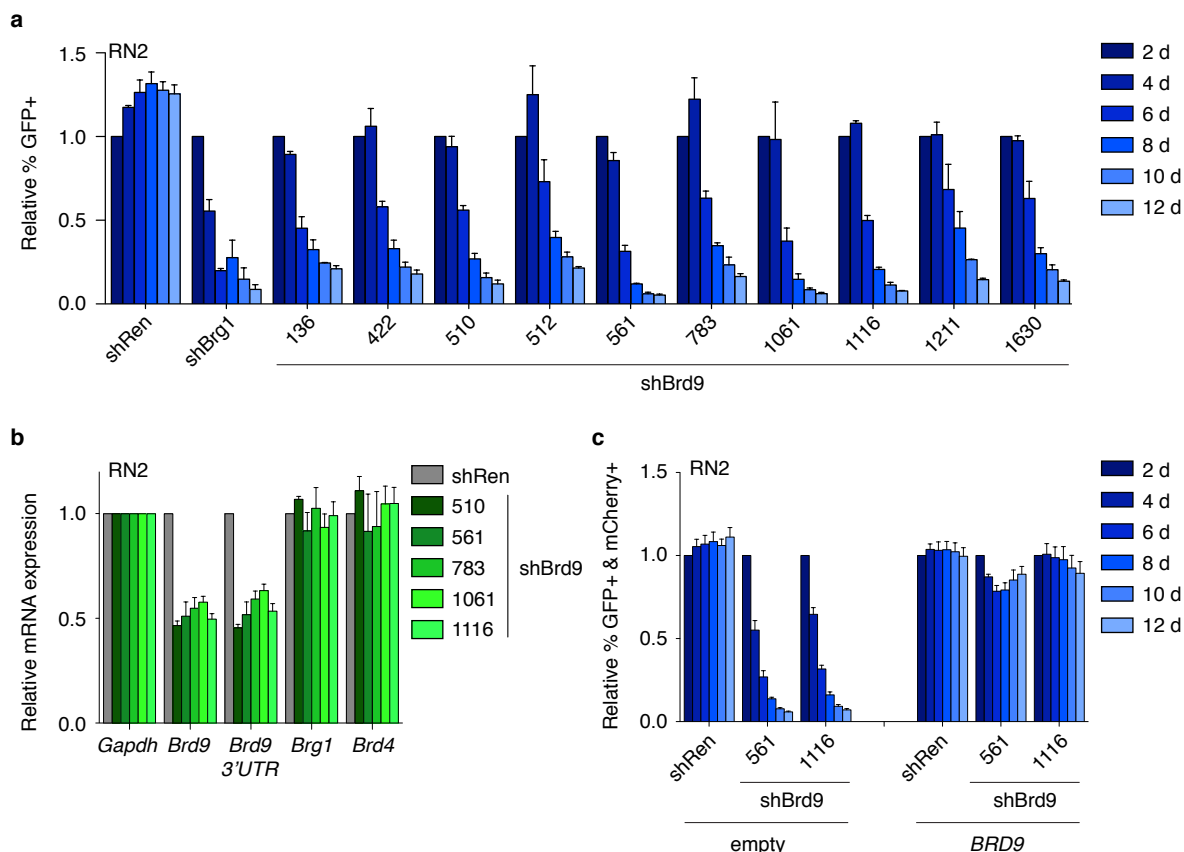 a
RN2
Relative % GFP+
1.5
1.0
0.5
0.0
shRen
shBrg1
136
422
510
512
561
783
1061
1116
1211
1630
shBrd9
2 d
4 d
6 d
8 d
10 d
12 d
b
RN2
Relative mRNA expression
1.0
0.5
0.0
Gapdh
Brd9
Brd9
3'UTR
Brg1
Brd4
shRen
510
561
783
1061
1116
shBrd9
c
RN2
Relative % GFP+ & mCherry+
1.5
1.0
0.5
0.0
shRen
561
1116
shBrd9
empty
shRen
561
1116
shBrd9
BRD9
2 d
4 d
6 d
8 d
10 d
12 d